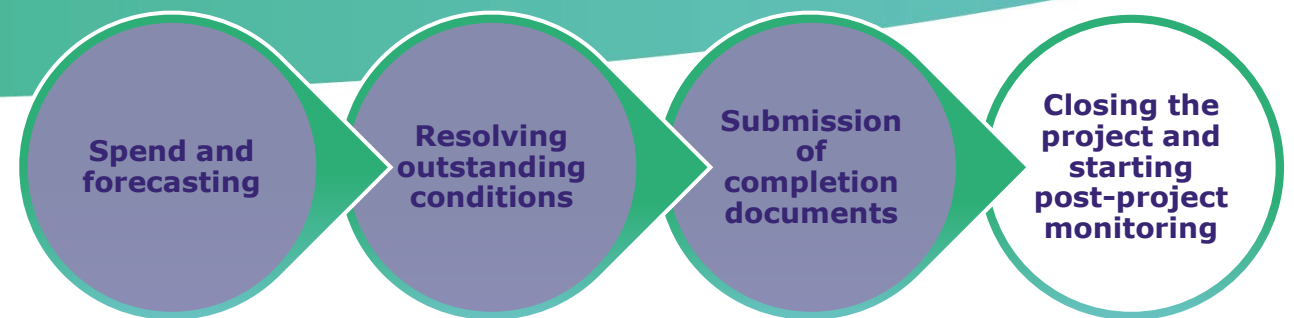 Spend and
forecasting
Resolving
outstanding
conditions
Submission
of
completion
documents
Closing the
project and
starting
post-project
monitoring